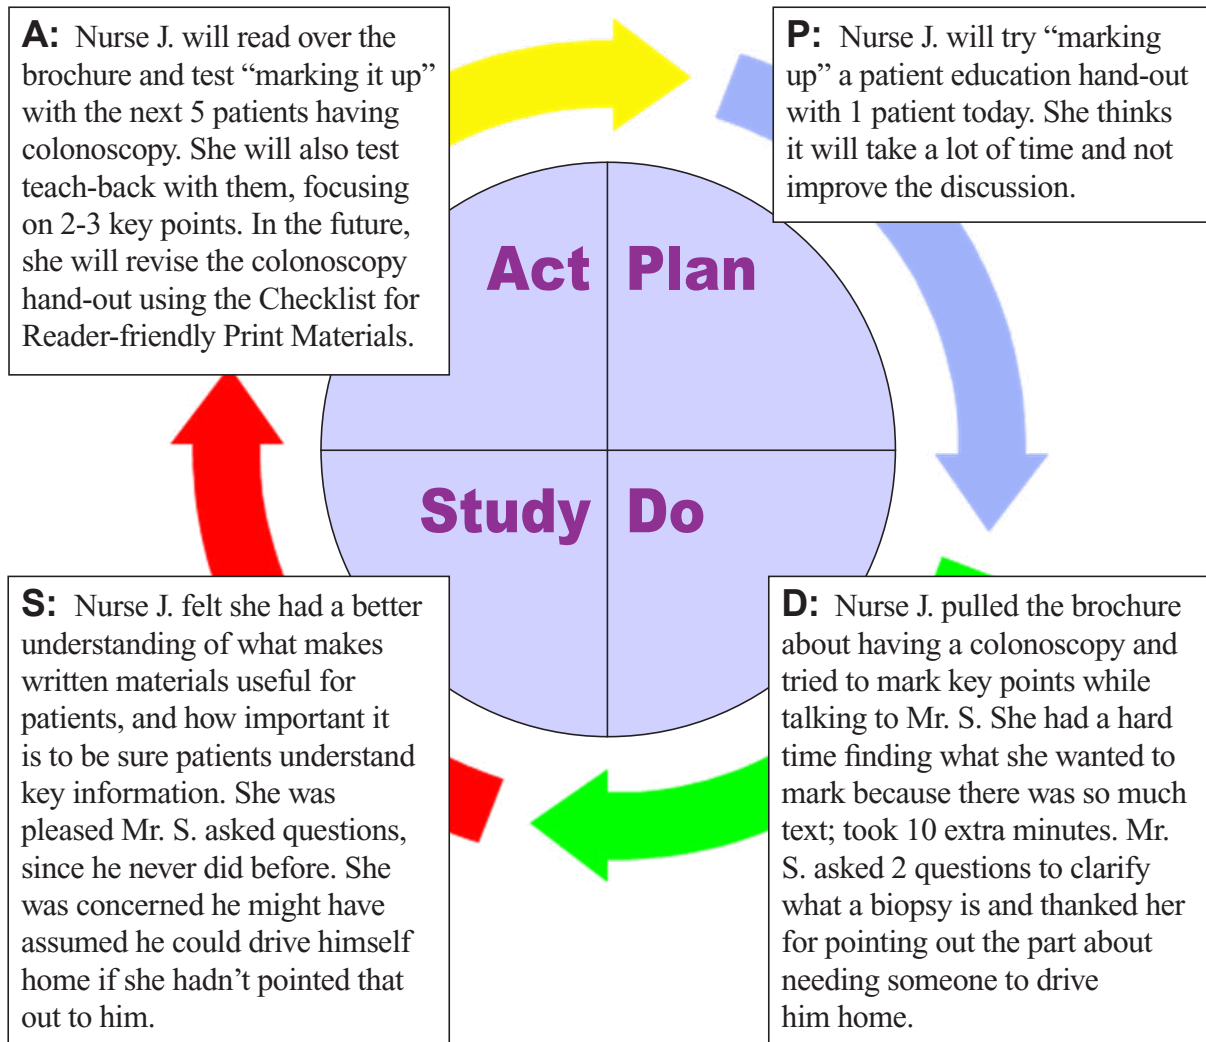 A: Nurse J. will read over the
brochure and test “marking it up”
with the next 5 patients having
colonoscopy. She will also test
teach-back with them, focusing
on 2-3 key points. In the future,
she will revise the colonoscopy
hand-out using the Checklist for
Reader-friendly Print Materials.
P: Nurse J. will try “marking
up” a patient education hand-out
with 1 patient today. She thinks
it will take a lot of time and not
improve the discussion.
Act
Plan
Study
Do
S: Nurse J. felt she had a better
understanding of what makes
written materials useful for
patients, and how important it
is to be sure patients understand
key information. She was
pleased Mr. S. asked questions,
since he never did before. She
was concerned he might have
assumed he could drive himself
home if she hadn’t pointed that
out to him.
D: Nurse J. pulled the brochure
about having a colonoscopy and
tried to mark key points while
talking to Mr. S. She had a hard
time finding what she wanted to
mark because there was so much
text; took 10 extra minutes. Mr.
S. asked 2 questions to clarify
what a biopsy is and thanked her
for pointing out the part about
needing someone to drive
him home.